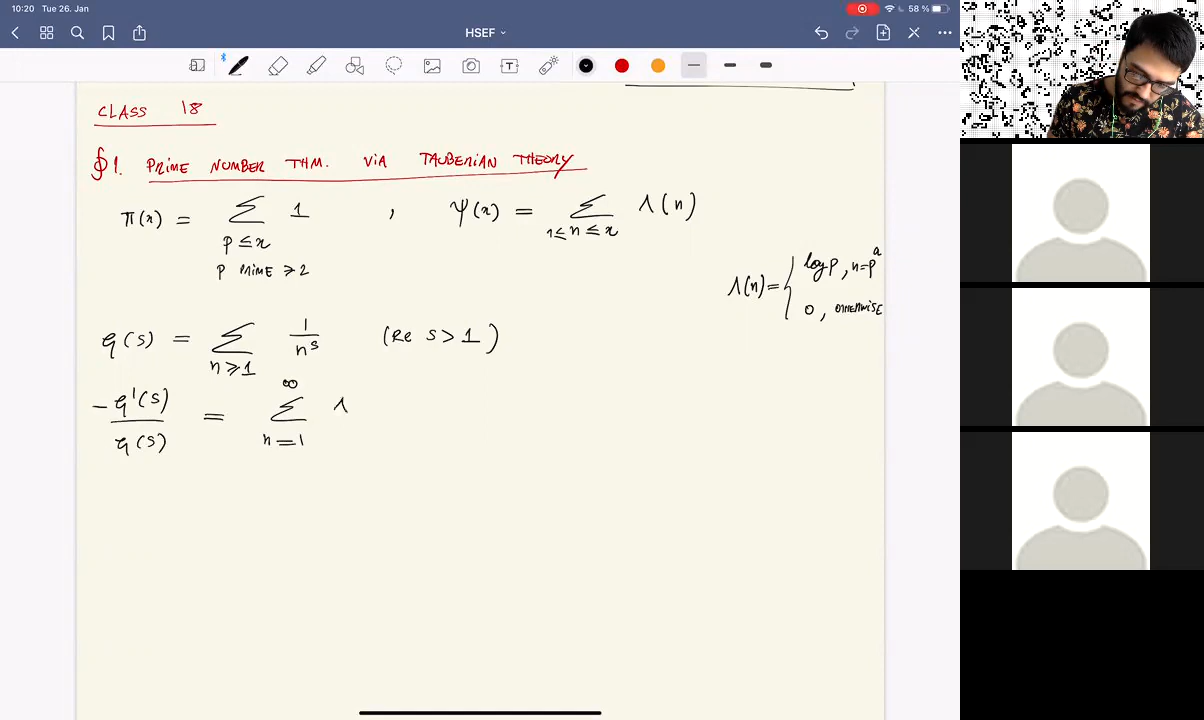 10:20 Tue 26. Jan 58 %
HSEF
CLASS 18
§1. PRIME NUMBER THM. VIA TAUBERIAN THEORY
π(x) = ∑_{p ≤ x, p PRIME ≥ 2} 1 , ψ(x) = ∑_{1 ≤ n ≤ x} Λ(n)
Λ(n) = { log p, n = p^a
0, OTHERWISE
ζ(s) = ∑_{n ≥ 1} 1/n^s (Re s > 1)
-ζ'(s)/ζ(s) = ∑_{n=1}^{∞} Λ